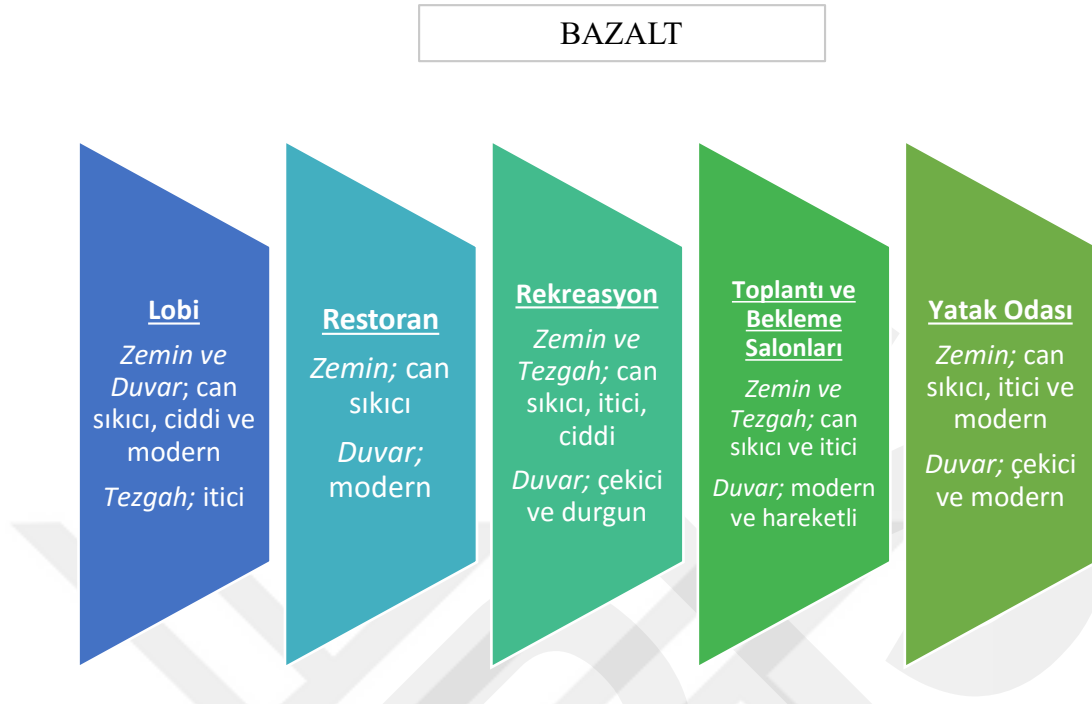 BAZALT
Lobi
Zemin ve
Duvar; can
sıkıcı, ciddi ve
modern
Tezgah; itici
Restoran
Zemin; can
sıkıcı
Duvar;
modern
Rekreasyon
Zemin ve
Tezgah; can
sıkıcı, itici,
ciddi
Duvar; çekici
ve durgun
Toplantı ve
Bekleme
Salonları
Zemin ve
Tezgah; can
sıkıcı ve itici
Duvar; modern
ve hareketli
Yatak Odası
Zemin; can
sıkıcı, itici ve
modern
Duvar; çekici
ve modern